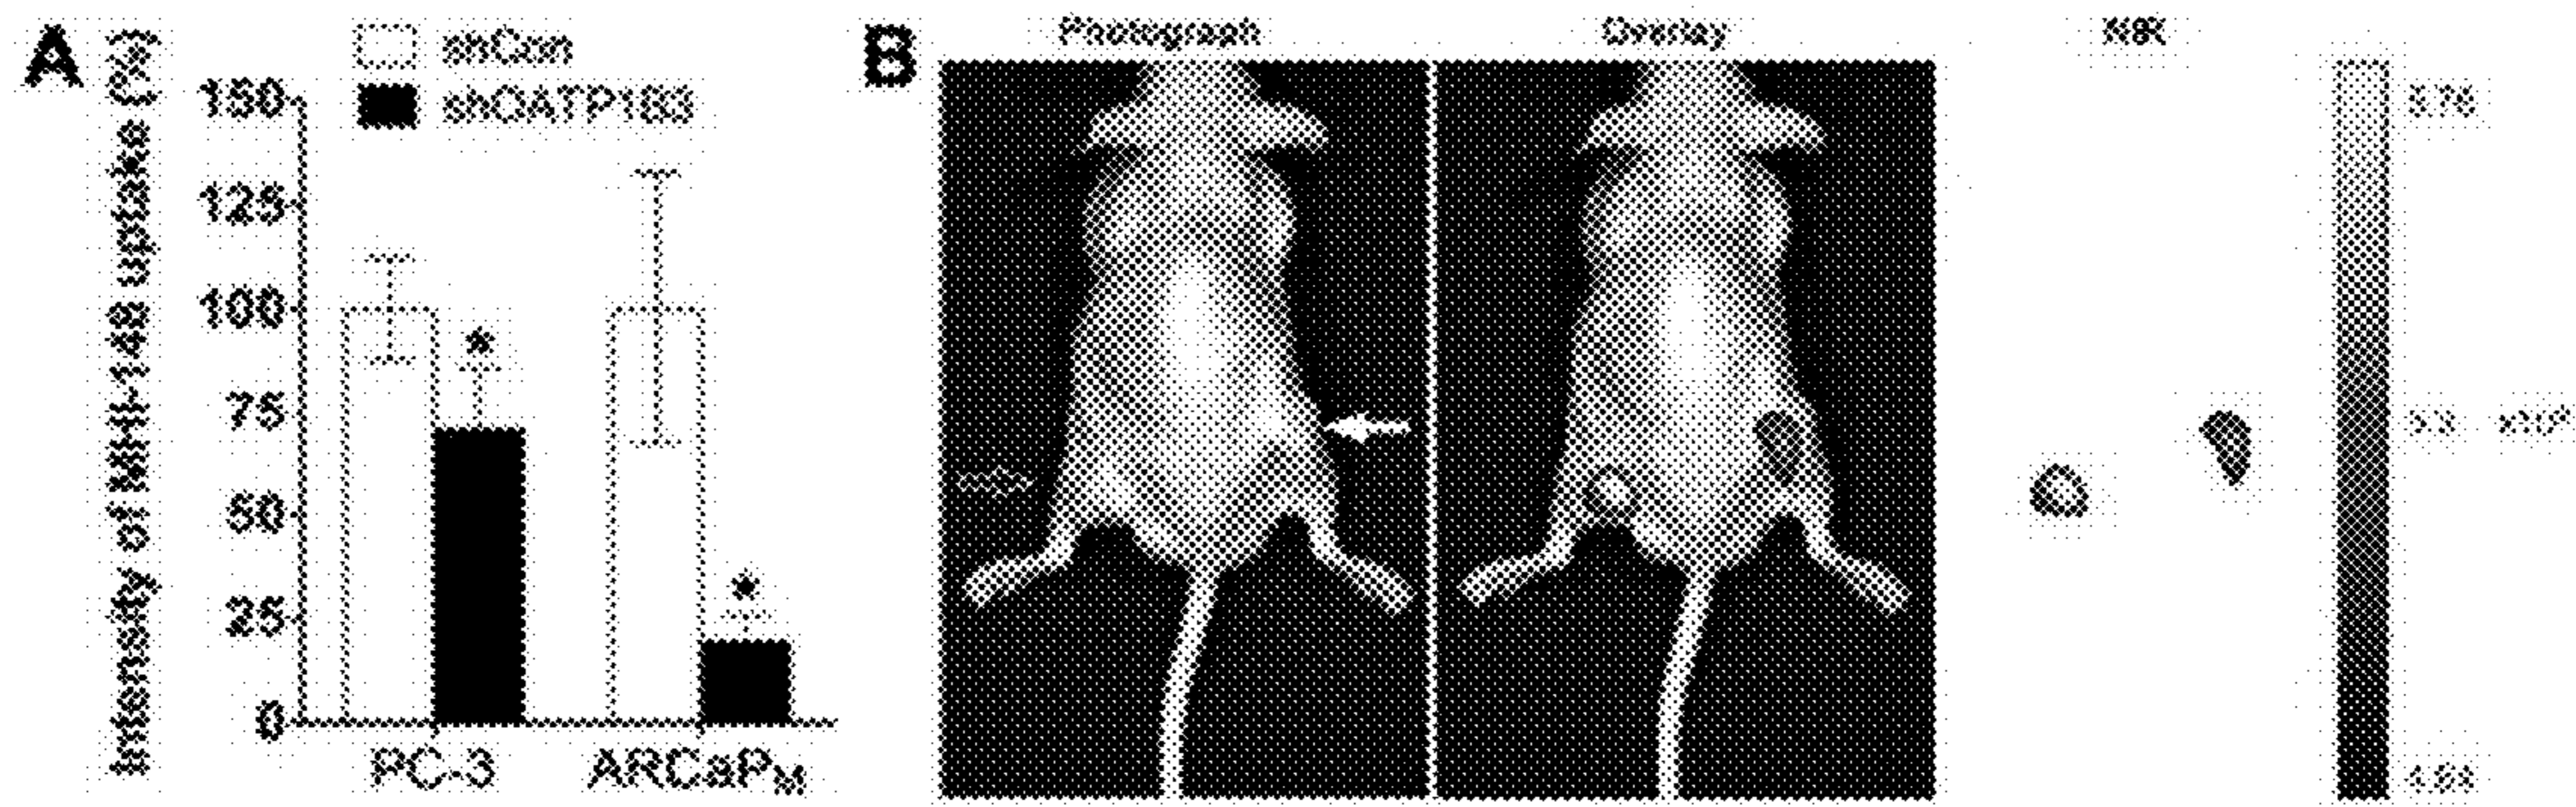 A
Intensity of MHI-148 uptake (%)
shCon
shOATP1B3
150
125
100
75
50
25
0
PC-3
ARCaPM
B
Photograph
Overlay
NIR